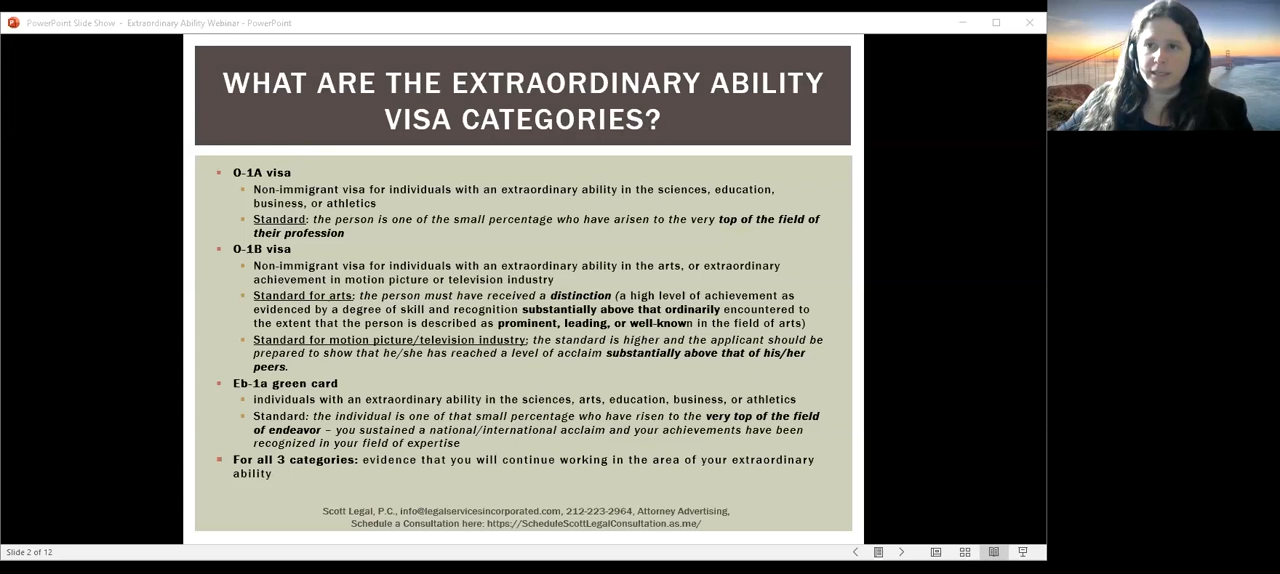 PowerPoint Slide Show - Extraordinary Ability Webinar - PowerPoint
WHAT ARE THE EXTRAORDINARY ABILITY
VISA CATEGORIES?
O-1A visa
Non-immigrant visa for individuals with an extraordinary ability in the sciences, education,
business, or athletics
Standard: the person is one of the small percentage who have arisen to the very top of the field of
their profession
O-1B visa
Non-immigrant visa for individuals with an extraordinary ability in the arts, or extraordinary
achievement in motion picture or television industry
Standard for arts: the person must have received a distinction (a high level of achievement as
evidenced by a degree of skill and recognition substantially above that ordinarily encountered to
the extent that the person is described as prominent, leading, or well-known in the field of arts)
Standard for motion picture/television industry: the standard is higher and the applicant should be
prepared to show that he/she has reached a level of acclaim substantially above that of his/her
peers.
Eb-1a green card
individuals with an extraordinary ability in the sciences, arts, education, business, or athletics
Standard: the individual is one of that small percentage who have risen to the very top of the field
of endeavor – you sustained a national/international acclaim and your achievements have been
recognized in your field of expertise
For all 3 categories: evidence that you will continue working in the area of your extraordinary
ability
Scott Legal, P.C., info@legalservicesincorporated.com, 212-223-2964, Attorney Advertising,
Schedule a Consultation here: https://ScheduleScottLegalConsultation.as.me/
Slide 2 of 12